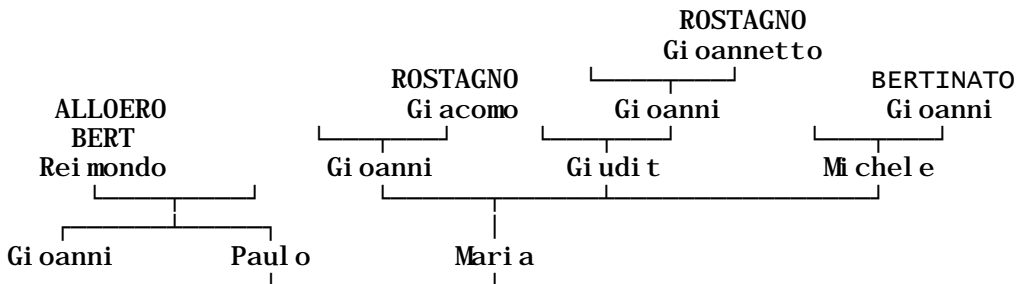 ROSTAGNO
Gioannetto
ROSTAGNO BERTINATO
ALLOERO Giacomo Gioanni Gioanni
BERT
Reimondo Gioanni Giudit Michele
Gioanni Paulo Maria